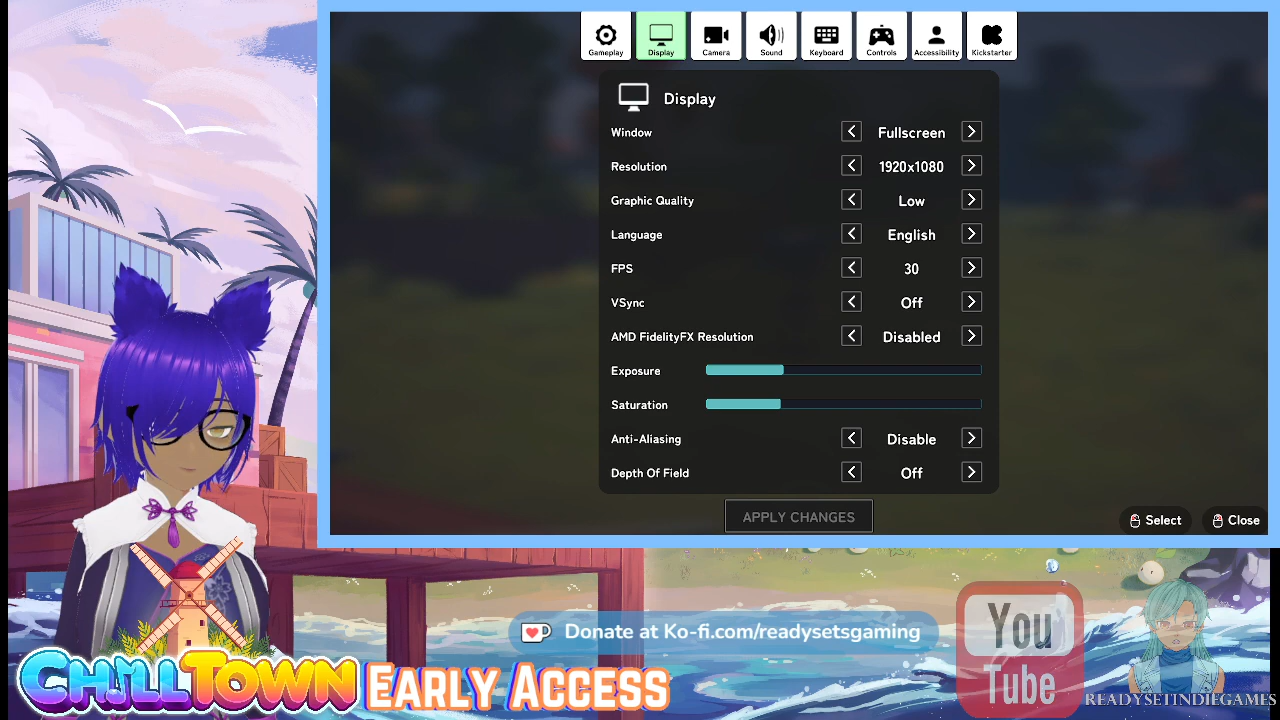 Gameplay
Display
Camera
Sound
Keyboard
Controls
Accessibility
Kickstarter
Display
Window Fullscreen
Resolution 1920x1080
Graphic Quality Low
Language English
FPS 30
VSync Off
AMD FidelityFX Resolution Disabled
Exposure
Saturation
Anti-Aliasing Disable
Depth Of Field Off
APPLY CHANGES
Select
Close
Donate at Ko-fi.com/readysetsgaming
You
Tube
CHILLTOWN EARLY ACCESS
READYSETINDIEGAMES